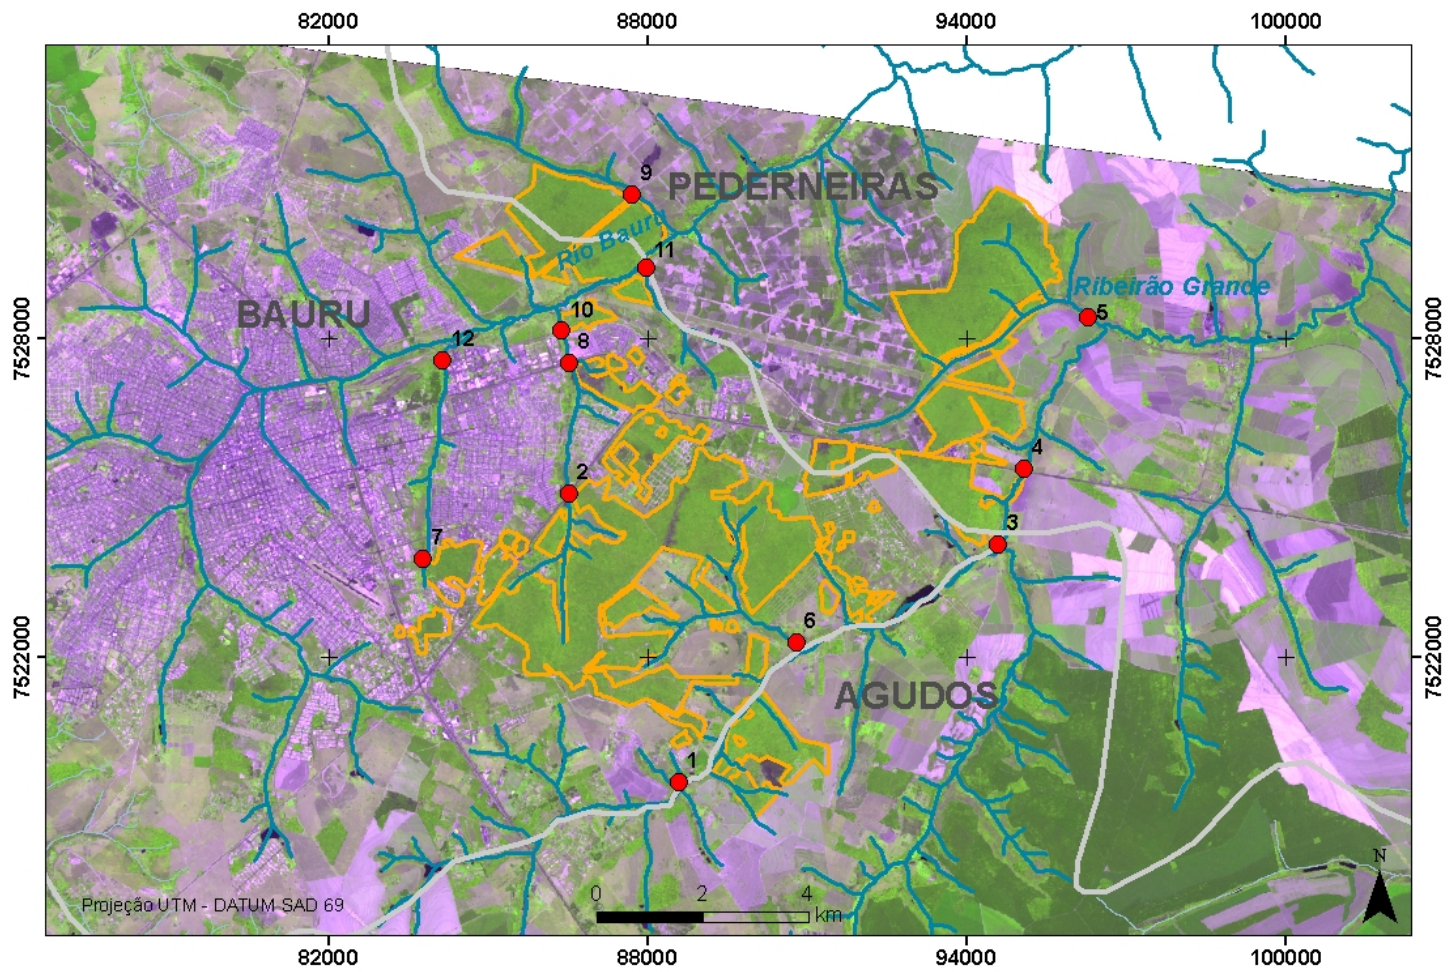 82000 88000 94000 100000
9
PEDERNEIRAS
Rio Bauru
11
Ribeirão Grande
BAURU
10
5
12
8
7528000
7528000
4
2
3
7
6
7522000
7522000
AGUDOS
1
N
0 2 4
km
Projeção UTM - DATUM SAD 69
82000 88000 94000 100000